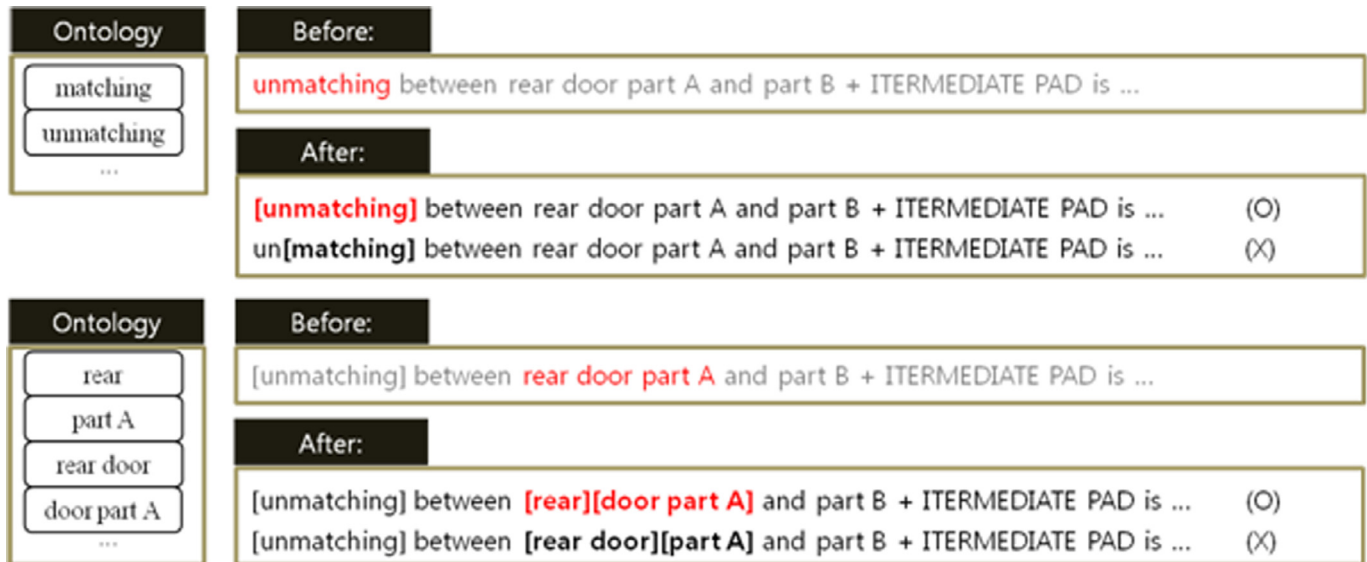 Ontology
matching
unmatching
...
Before:
unmatching between rear door part A and part B + ITERMEDIATE PAD is ...
After:
[unmatching] between rear door part A and part B + ITERMEDIATE PAD is ... (O)
un[matching] between rear door part A and part B + ITERMEDIATE PAD is ... (X)
Ontology
rear
part A
rear door
door part A
...
Before:
[unmatching] between rear door part A and part B + ITERMEDIATE PAD is ...
After:
[unmatching] between [rear][door part A] and part B + ITERMEDIATE PAD is ... (O)
[unmatching] between [rear door][part A] and part B + ITERMEDIATE PAD is ... (X)